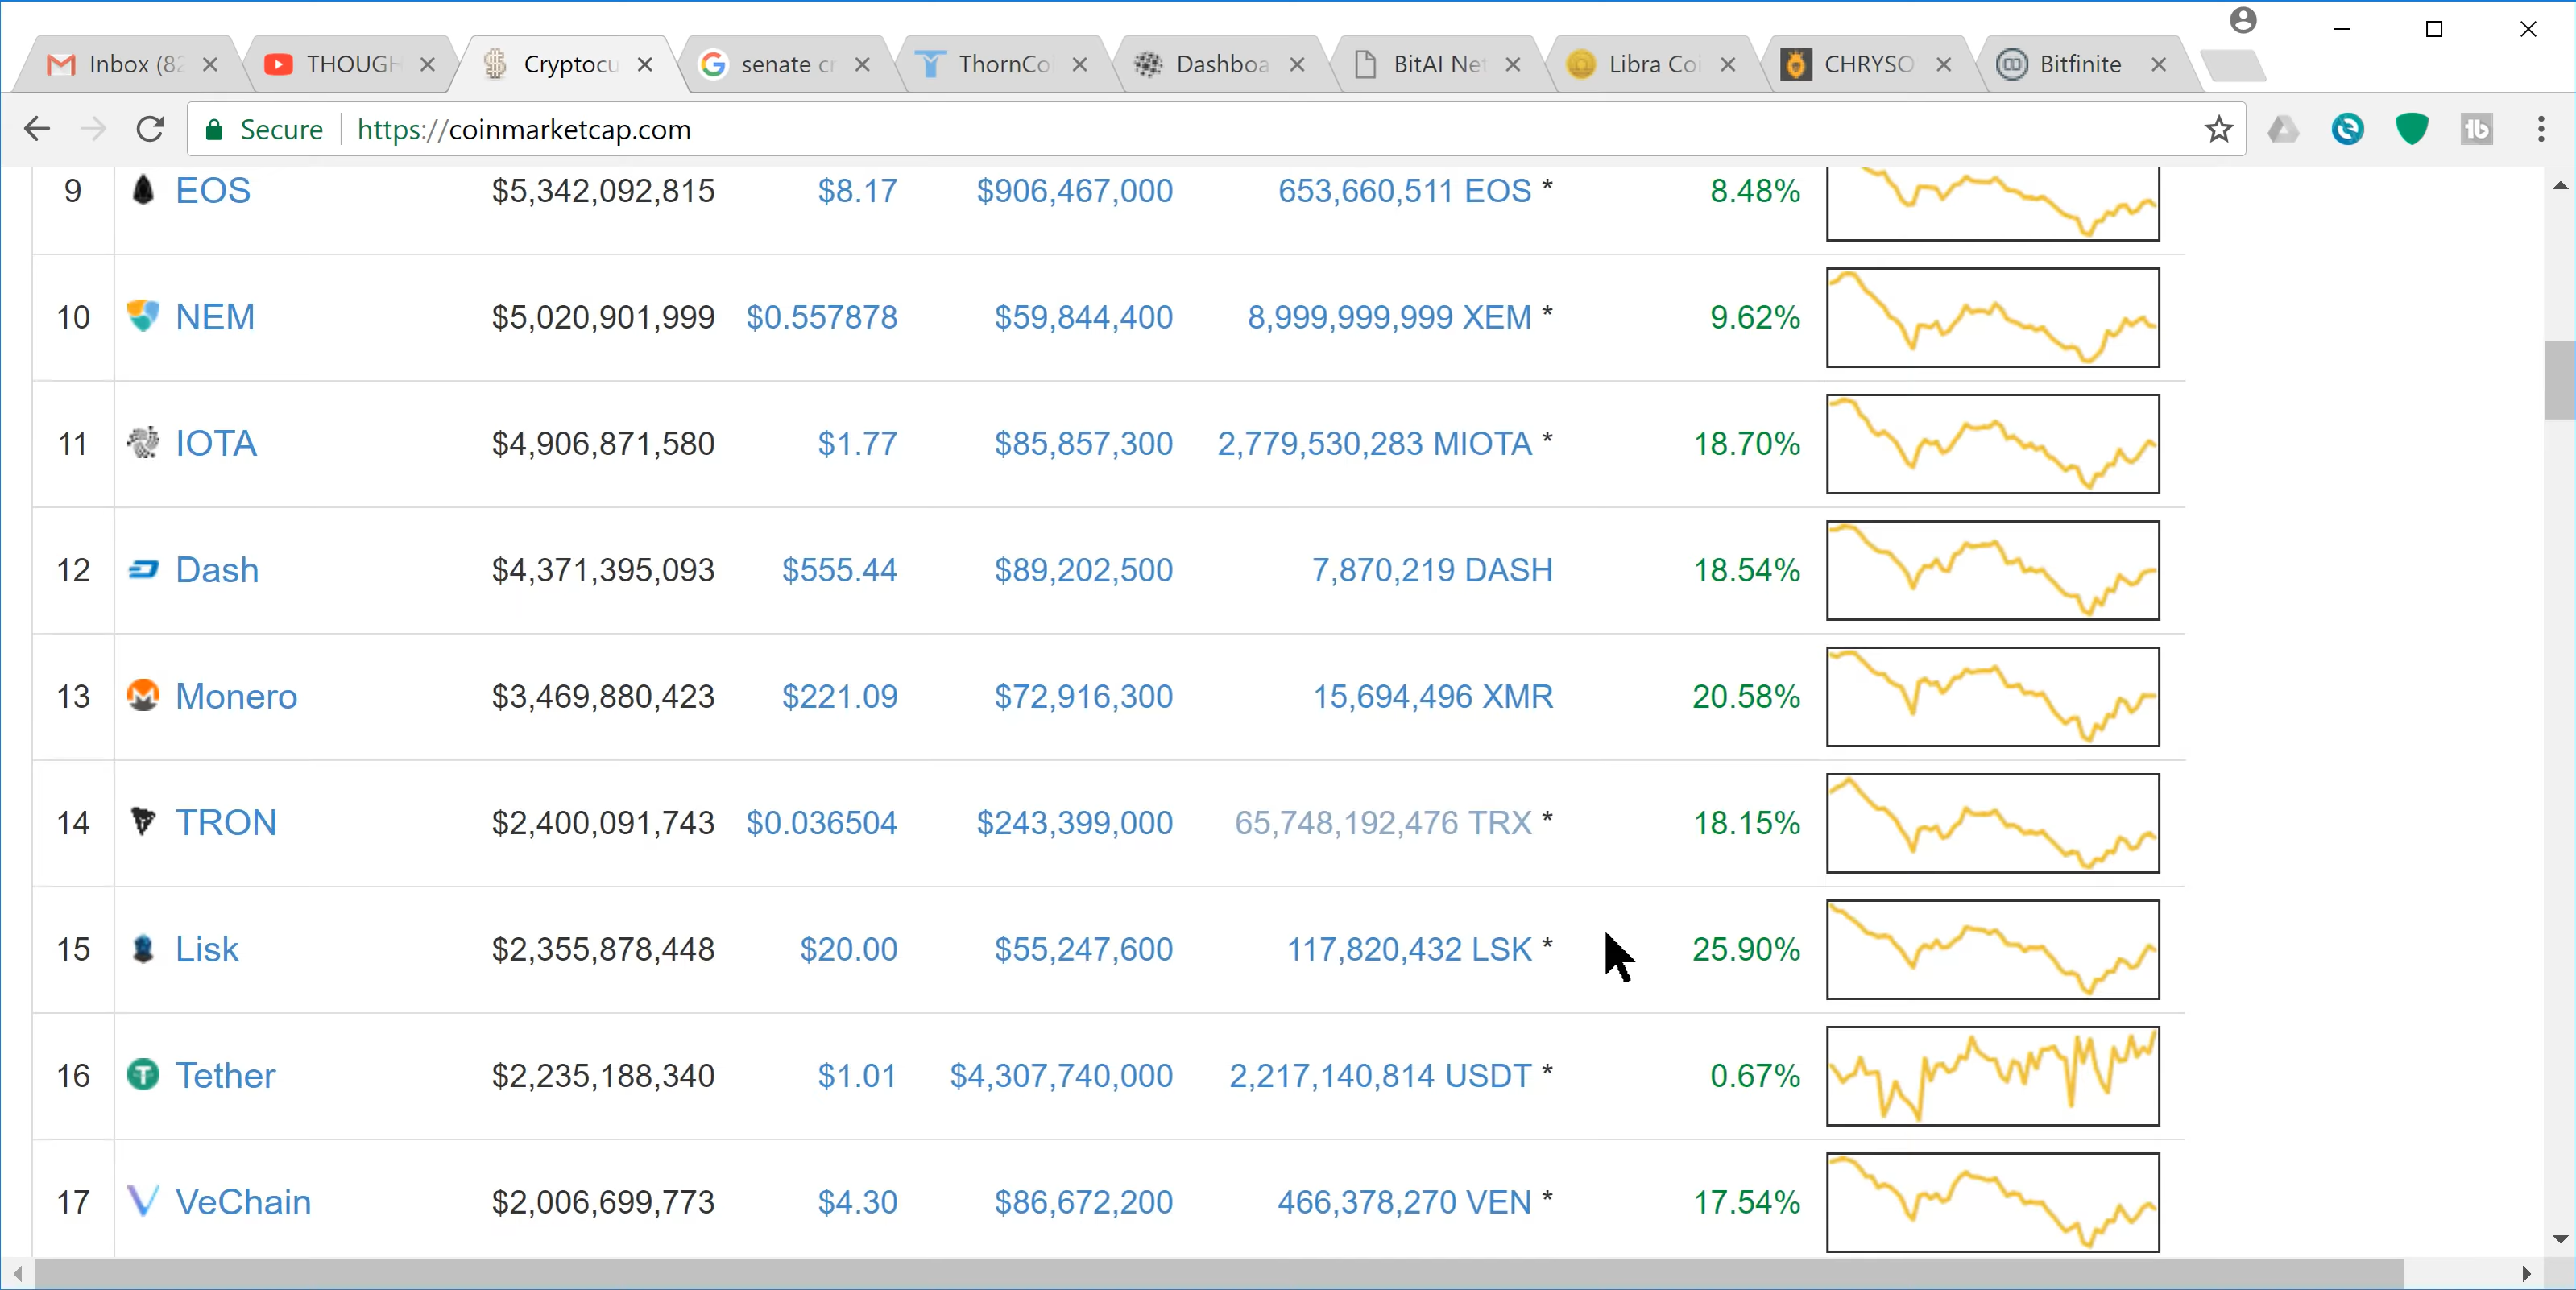 Inbox (82
THOUGH
Cryptocu
senate cr
ThornCo
Dashboa
BitAI Net
Libra Coi
CHRYSO
Bitfinite
Secure https://coinmarketcap.com
9 EOS $5,342,092,815 $8.17 $906,467,000 653,660,511 EOS * 8.48%
10 NEM $5,020,901,999 $0.557878 $59,844,400 8,999,999,999 XEM * 9.62%
11 IOTA $4,906,871,580 $1.77 $85,857,300 2,779,530,283 MIOTA * 18.70%
12 Dash $4,371,395,093 $555.44 $89,202,500 7,870,219 DASH 18.54%
13 Monero $3,469,880,423 $221.09 $72,916,300 15,694,496 XMR 20.58%
14 TRON $2,400,091,743 $0.036504 $243,399,000 65,748,192,476 TRX * 18.15%
15 Lisk $2,355,878,448 $20.00 $55,247,600 117,820,432 LSK * 25.90%
16 Tether $2,235,188,340 $1.01 $4,307,740,000 2,217,140,814 USDT * 0.67%
17 VeChain $2,006,699,773 $4.30 $86,672,200 466,378,270 VEN * 17.54%